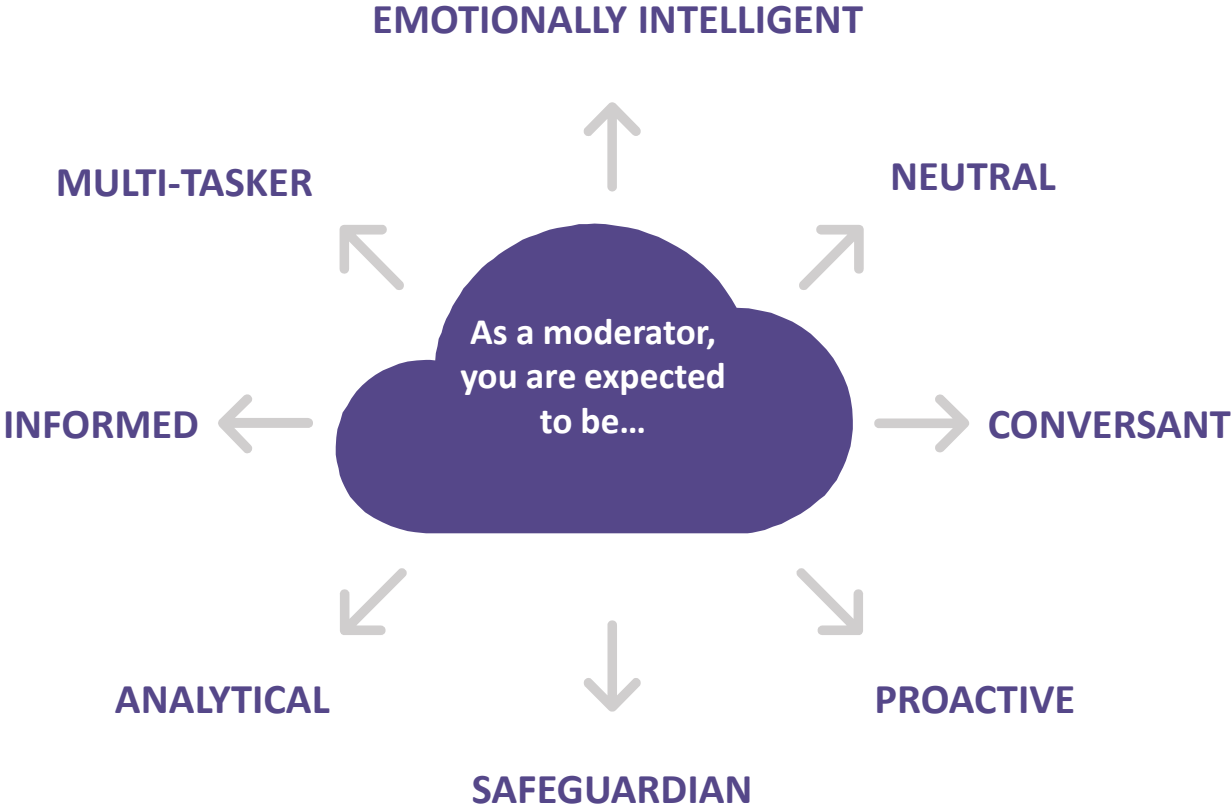 EMOTIONALLY INTELLIGENT
MULTI-TASKER
NEUTRAL
As a moderator,
you are expected
to be…
INFORMED
CONVERSANT
ANALYTICAL
PROACTIVE
SAFEGUARDIAN